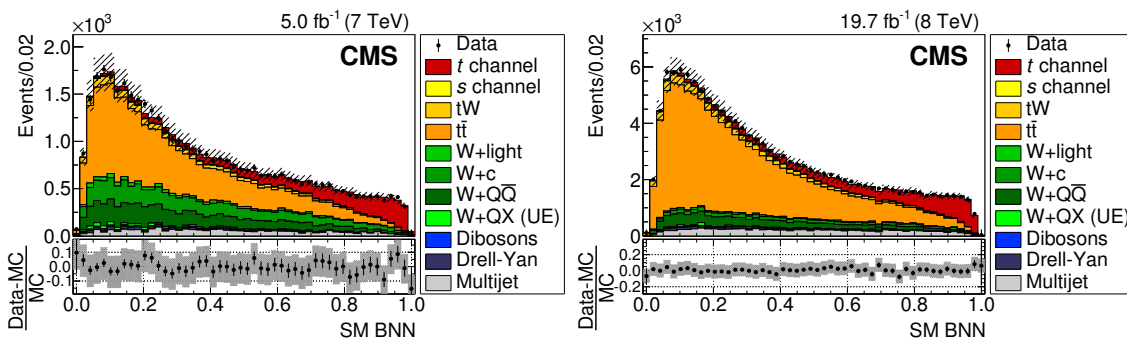 ×10³ 5.0 fb⁻¹ (7 TeV)
CMS
Events/0.02
2.0
1.5
1.0
0.5
0.0
Data
t channel
s channel
tW
tt̄
W+light
W+c
W+QQ̄
W+QX (UE)
Dibosons
Drell-Yan
Multijet
Data-MC
MC
0.1
0.0
-0.1
0.0 0.2 0.4 0.6 0.8 1.0
SM BNN
×10³ 19.7 fb⁻¹ (8 TeV)
CMS
Events/0.02
6
4
2
0
Data
t channel
s channel
tW
tt̄
W+light
W+c
W+QQ̄
W+QX (UE)
Dibosons
Drell-Yan
Multijet
Data-MC
MC
0.2
0.0
-0.2
0.0 0.2 0.4 0.6 0.8 1.0
SM BNN